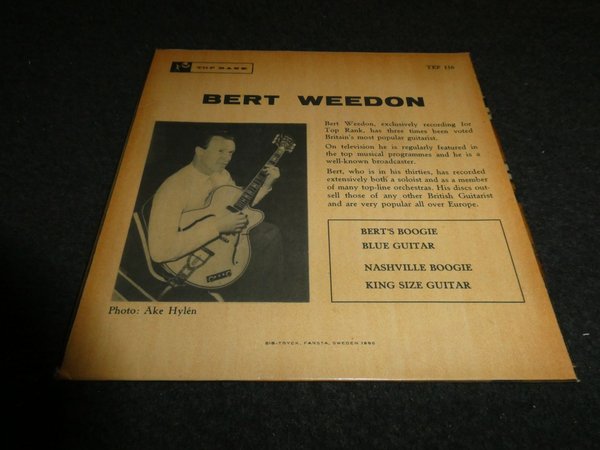 TOP RANK
TEP 116
BERT WEEDON
Bert Weedon, exclusively recording for
Top Rank, has three times been voted
Britain's most popular guitarist.
On television he is regularly featured in
the top musical programmes and he is a
well-known broadcaster.
Bert, who is in his thirties, has recorded
extensively both a soloist and as a member
of many top-line orchestras. His discs out-
sell those of any other British Guitarist
and are very popular all over Europe.
BERT'S BOOGIE
BLUE GUITAR
NASHVILLE BOOGIE
KING SIZE GUITAR
Photo: Åke Hylén
TRYCK, FARSTA, SWEDEN 1960